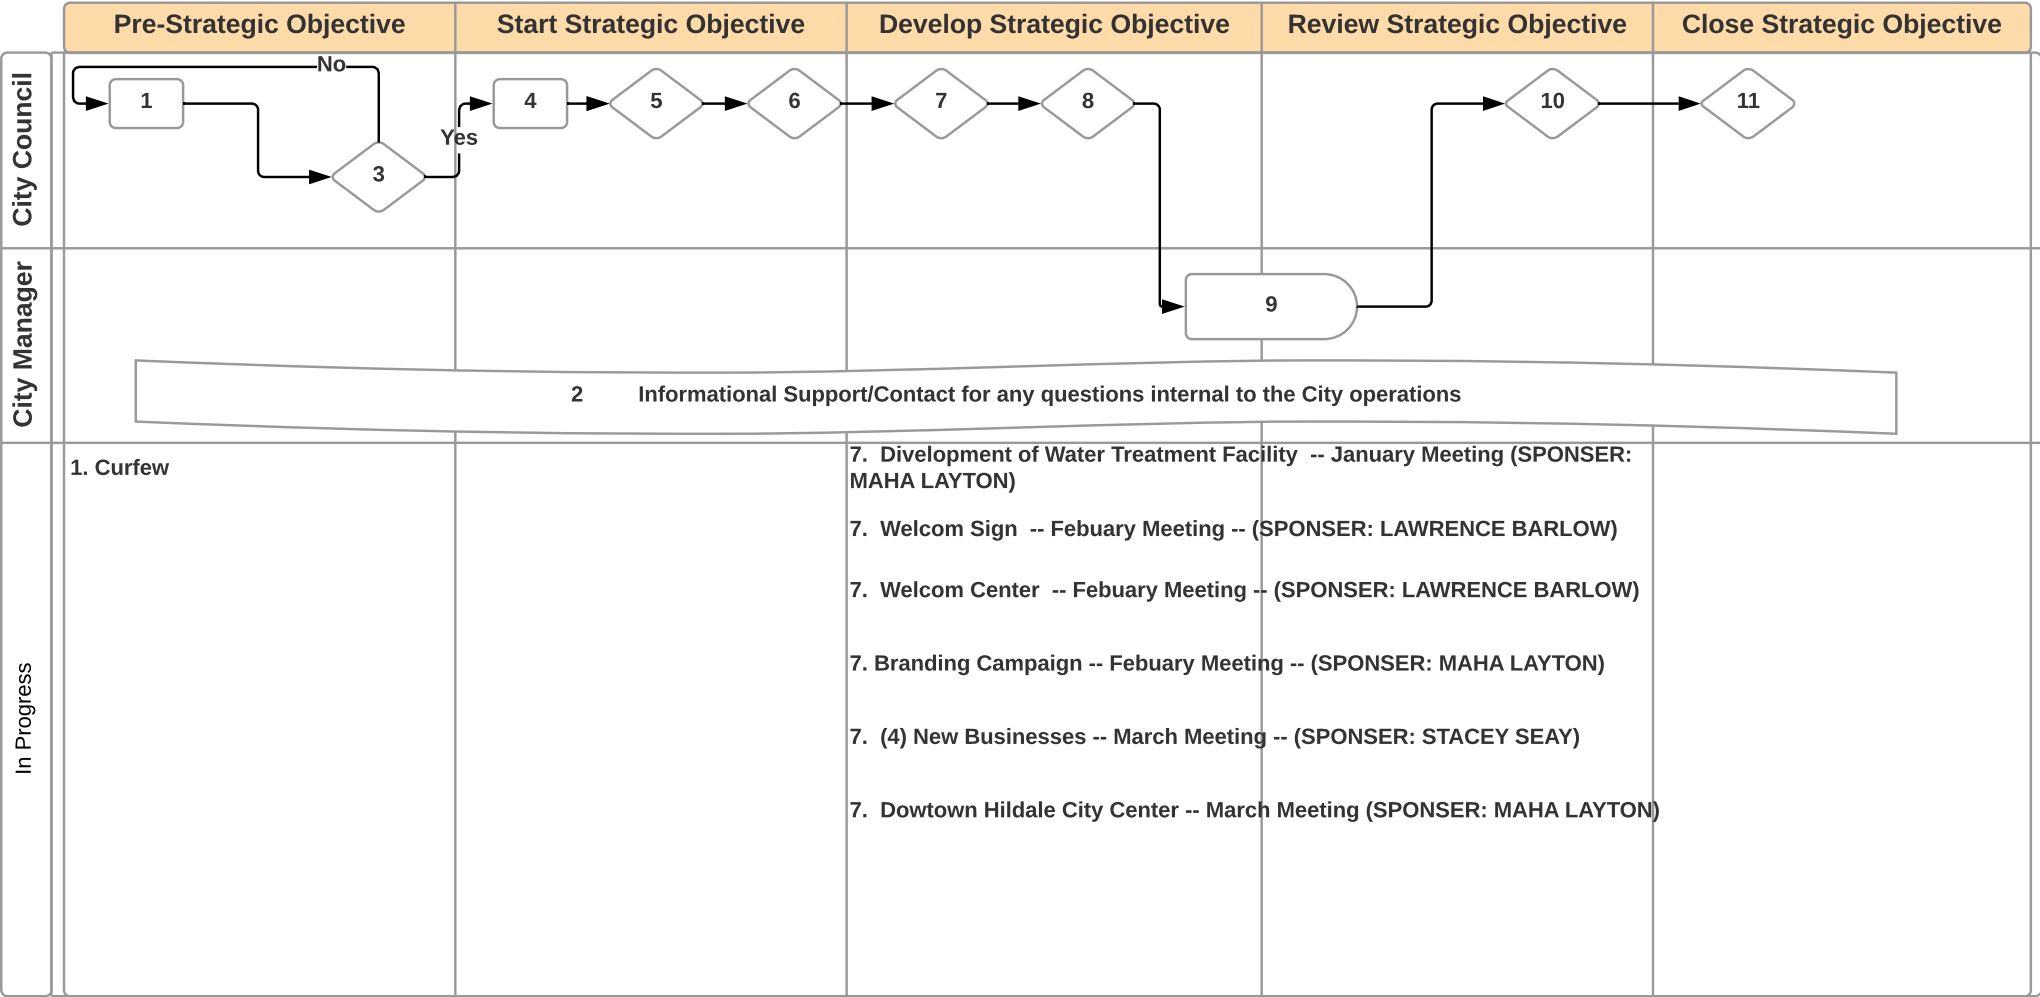 Pre-Strategic Objective
Start Strategic Objective
Develop Strategic Objective
Review Strategic Objective
Close Strategic Objective
City Council
No
1
3
Yes
4
5
6
7
8
10
11
City Manager
9
2 Informational Support/Contact for any questions internal to the City operations
In Progress
1. Curfew
7. Divelopment of Water Treatment Facility -- January Meeting (SPONSER:
MAHA LAYTON)
7. Welcom Sign -- Febuary Meeting -- (SPONSER: LAWRENCE BARLOW)
7. Welcom Center -- Febuary Meeting -- (SPONSER: LAWRENCE BARLOW)
7. Branding Campaign -- Febuary Meeting -- (SPONSER: MAHA LAYTON)
7. (4) New Businesses -- March Meeting -- (SPONSER: STACEY SEAY)
7. Dowtown Hildale City Center -- March Meeting (SPONSER: MAHA LAYTON)